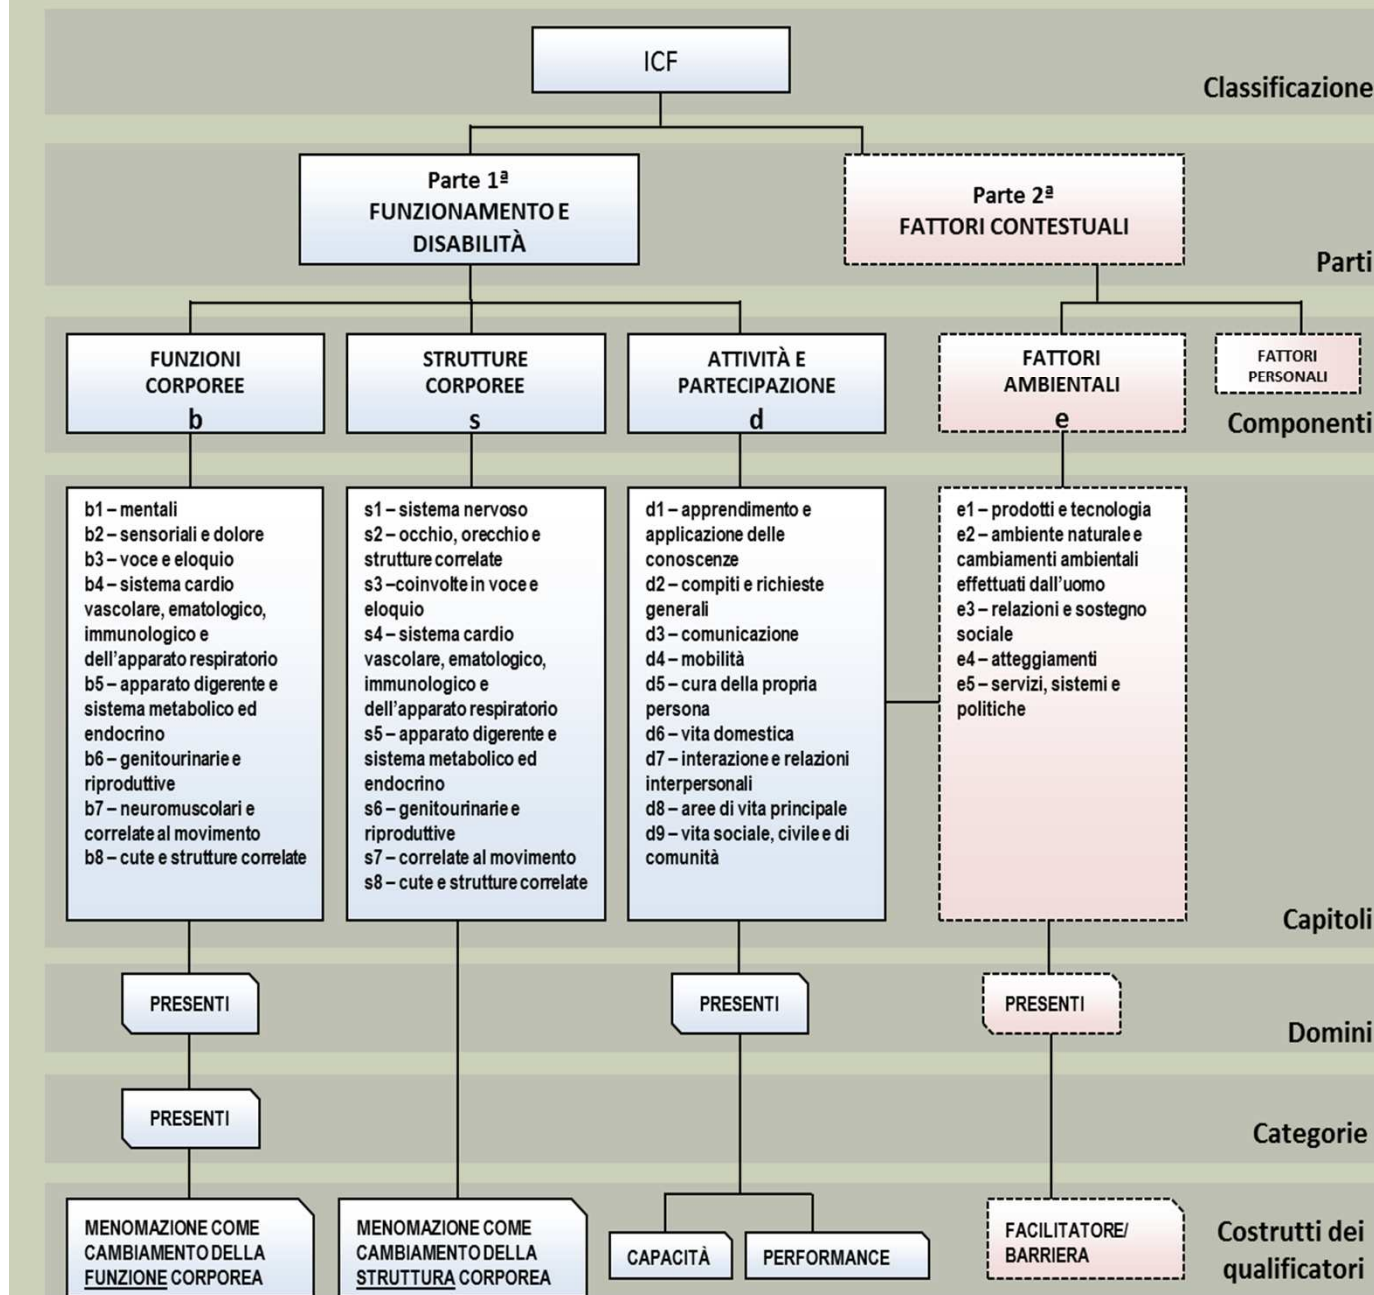 ICF
Classificazione
Parte 1ª
FUNZIONAMENTO E
DISABILITÀ
Parte 2ª
FATTORI CONTESTUALI
Parti
FUNZIONI
CORPOREE
b
STRUTTURE
CORPOREE
s
ATTIVITÀ E
PARTECIPAZIONE
d
FATTORI
AMBIENTALI
e
FATTORI
PERSONALI
Componenti
b1 – mentali
b2 – sensoriali e dolore
b3 – voce e eloquio
b4 – sistema cardio
vascolare, ematologico,
immunologico e
dell'apparato respiratorio
b5 – apparato digerente e
sistema metabolico ed
endocrino
b6 – genitourinarie e
riproduttive
b7 – neuromuscolari e
correlate al movimento
b8 – cute e strutture correlate
s1 – sistema nervoso
s2 – occhio, orecchio e
strutture correlate
s3 –coinvolte in voce e
eloquio
s4 – sistema cardio
vascolare, ematologico,
immunologico e
dell'apparato respiratorio
s5 – apparato digerente e
sistema metabolico ed
endocrino
s6 – genitourinarie e
riproduttive
s7 – correlate al movimento
s8 – cute e strutture correlate
d1 – apprendimento e
applicazione delle
conoscenze
d2 – compiti e richieste
generali
d3 – comunicazione
d4 – mobilità
d5 – cura della propria
persona
d6 – vita domestica
d7 – interazione e relazioni
interpersonali
d8 – aree di vita principale
d9 – vita sociale, civile e di
comunità
e1 – prodotti e tecnologia
e2 – ambiente naturale e
cambiamenti ambientali
effettuati dall'uomo
e3 – relazioni e sostegno
sociale
e4 – atteggiamenti
e5 – servizi, sistemi e
politiche
Capitoli
PRESENTI
PRESENTI
PRESENTI
Domini
PRESENTI
Categorie
MENOMAZIONE COME
CAMBIAMENTO DELLA
FUNZIONE CORPOREA
MENOMAZIONE COME
CAMBIAMENTO DELLA
STRUTTURA CORPOREA
CAPACITÀ
PERFORMANCE
FACILITATORE/
BARRIERA
Costrutti dei
qualificatori